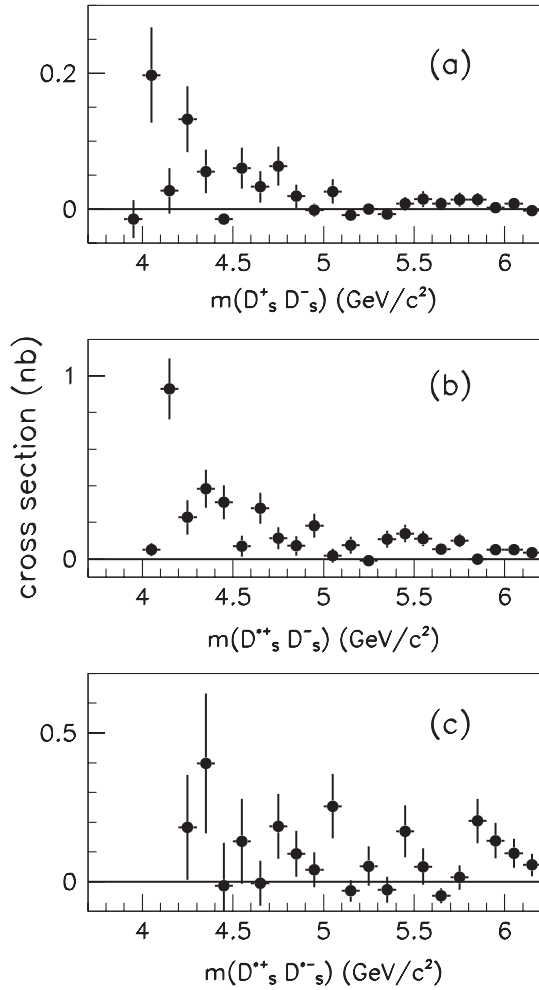 (a)
0.2
0
4 4.5 5 5.5 6
m(D⁺ₛ D⁻ₛ) (GeV/c²)
cross section (nb)
(b)
1
0
4 4.5 5 5.5 6
m(D*⁺ₛ D⁻ₛ) (GeV/c²)
(c)
0.5
0
4 4.5 5 5.5 6
m(D*⁺ₛ D*⁻ₛ) (GeV/c²)